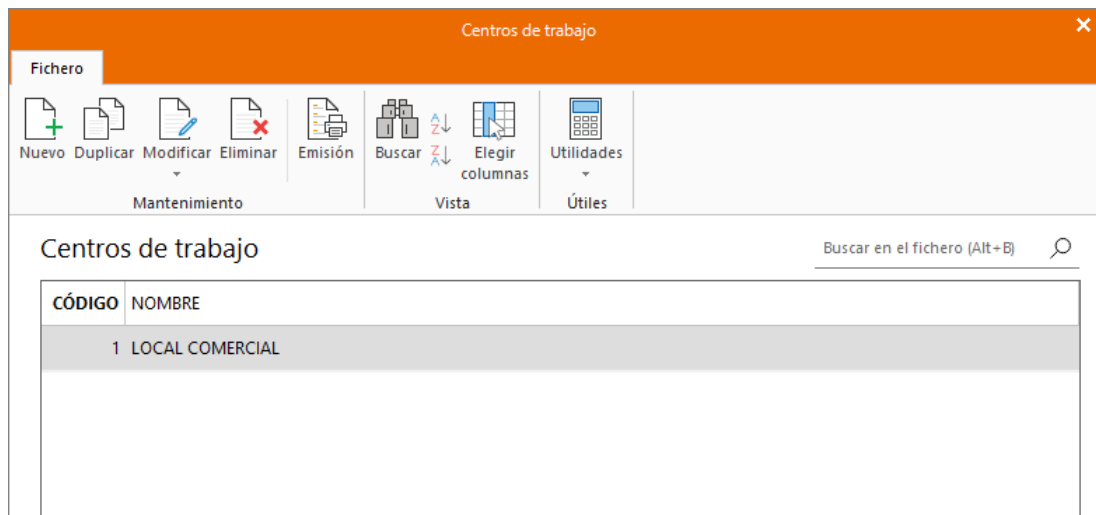 Centros de trabajo
Fichero
Nuevo Duplicar Modificar Eliminar Emisión Buscar Elegir columnas Utilidades
Mantenimiento Vista Útiles
Centros de trabajo Buscar en el fichero (Alt+B)
CÓDIGO NOMBRE
1 LOCAL COMERCIAL